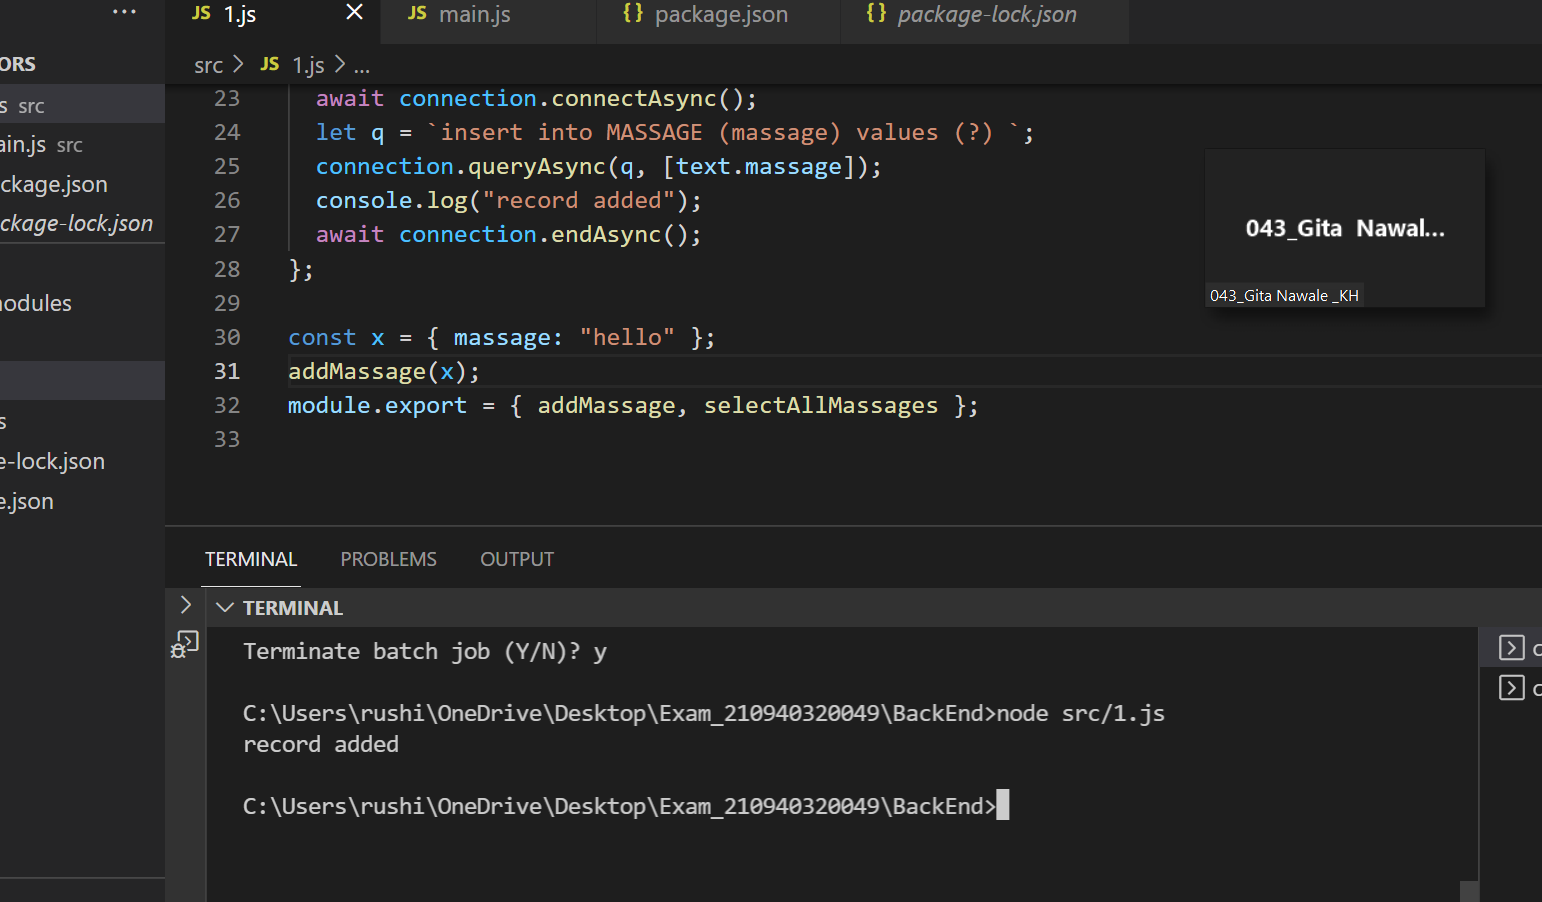 ...
JS 1.js ×
JS main.js
{} package.json
{} package-lock.json
ORS
src > JS 1.js > ...
s src
ain.js src
ckage.json
ckage-lock.json
nodules
s
e-lock.json
e.json
23 await connection.connectAsync();
24 let q = `insert into MASSAGE (massage) values (?) `;
25 connection.queryAsync(q, [text.massage]);
26 console.log("record added");
27 await connection.endAsync();
28 };
29
30 const x = { massage: "hello" };
31 addMassage(x);
32 module.export = { addMassage, selectAllMassages };
33
043_Gita Nawal...
043_Gita Nawale _KH
TERMINAL PROBLEMS OUTPUT
TERMINAL
Terminate batch job (Y/N)? y
C:\Users\rushi\OneDrive\Desktop\Exam_210940320049\BackEnd>node src/1.js
record added
C:\Users\rushi\OneDrive\Desktop\Exam_210940320049\BackEnd>